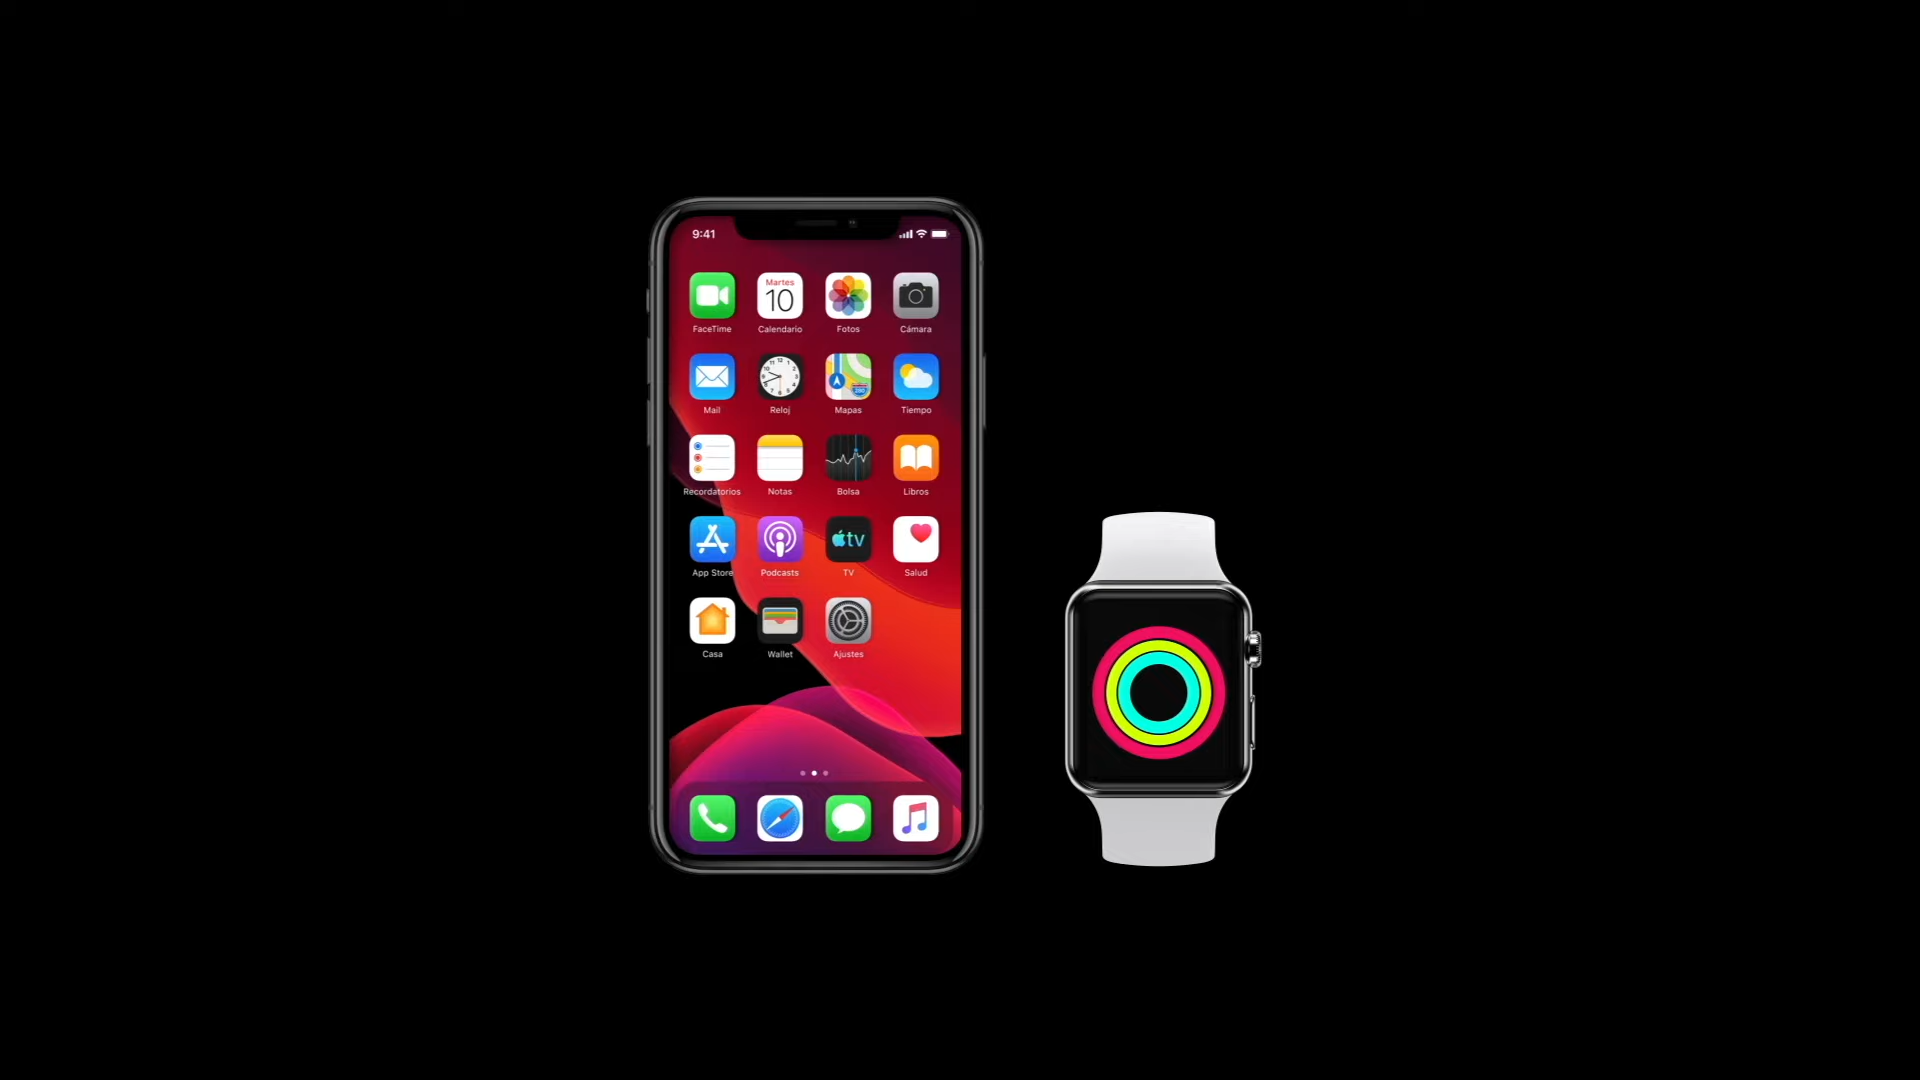 9:41
Martes
10
FaceTime
Calendario
Fotos
Cámara
280
Mail
Reloj
Mapas
Tiempo
Recordatorios
Notas
Bolsa
Libros
tv
App Store
Podcasts
TV
Salud
Casa
Wallet
Ajustes